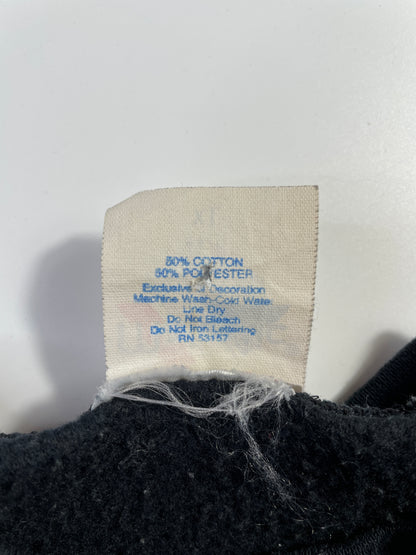 50% COTTON
50% POLYESTER
Exclusive of Decoration
Machine Wash-Cold Water
Line Dry
Do Not Bleach
Do Not Iron Lettering
RN 53157